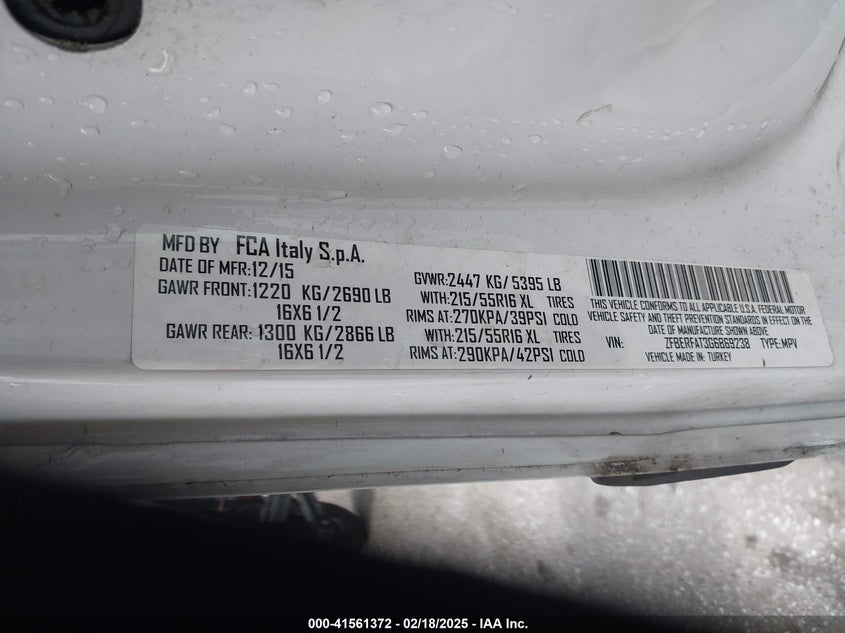 MFD BY FCA Italy S.p.A.
DATE OF MFR:12/15
GAWR FRONT:1220 KG/2690 LB
16X6 1/2
GAWR REAR: 1300 KG/2866 LB
16X6 1/2
GVWR:2447 KG/ 5395 LB
WITH:215/55R16 XL TIRES
RIMS AT:270KPA/39PSI COLD
WITH:215/55R16 XL TIRES
RIMS AT:290KPA/42PSI COLD
THIS VEHICLE CONFORMS TO ALL APPLICABLE U.S.A. FEDERAL MOTOR
VEHICLE SAFETY AND THEFT PREVENTION STANDARDS IN EFFECT ON THE
DATE OF MANUFACTURE SHOWN ABOVE.
VIN: ZFBERFAT3G6B69238 TYPE:MPV
VEHICLE MADE IN: TURKEY
000-41561372 - 02/18/2025 - IAA Inc.